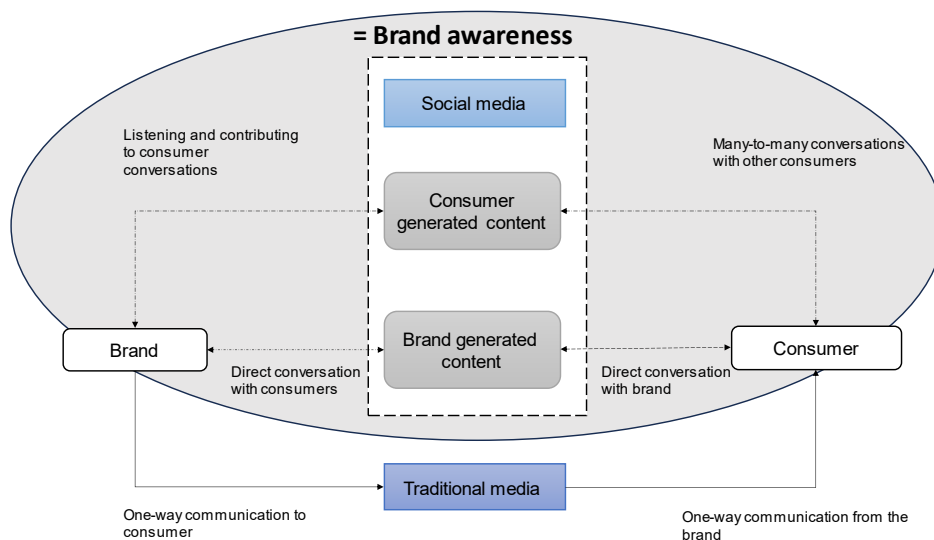 = Brand awareness
Social media
Listening and contributing
to consumer
conversations
Many-to-many conversations
with other consumers
Consumer
generated content
Brand
Brand generated
content
Consumer
Direct conversation
with consumers
Direct conversation
with brand
Traditional media
One-way communication to
consumer
One-way communication from the
brand